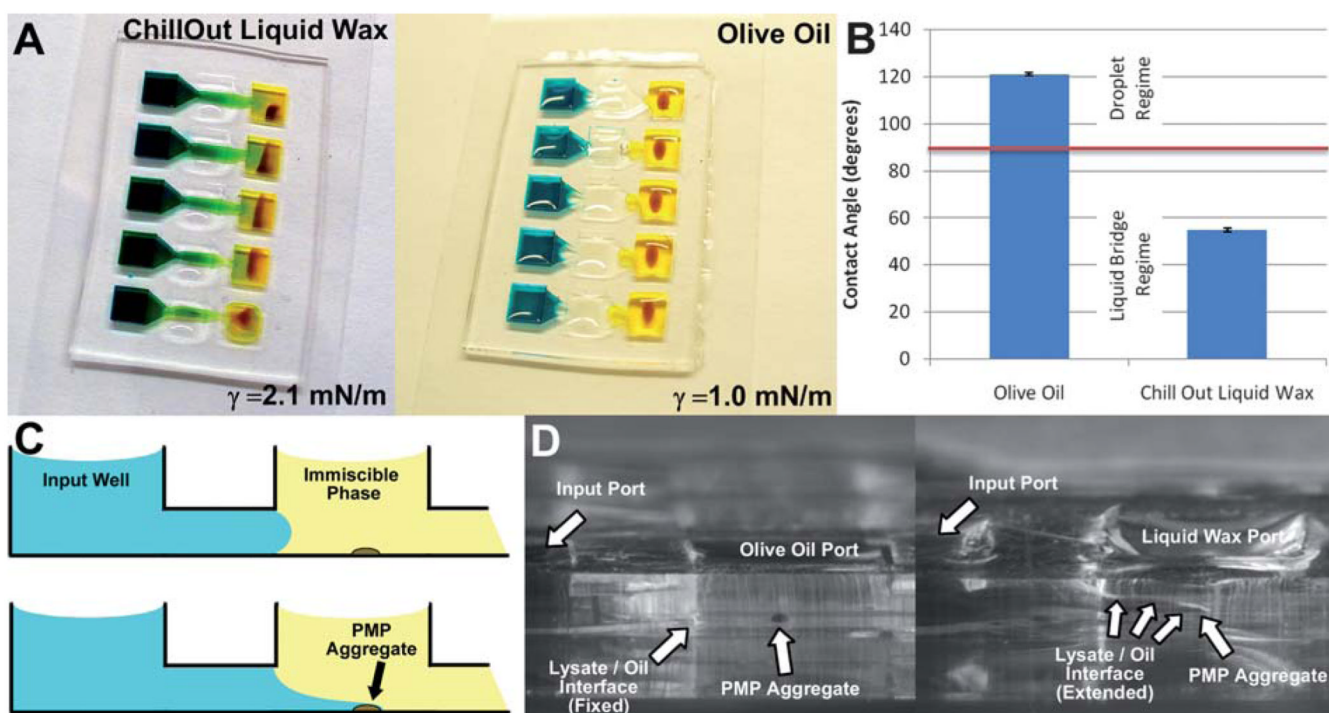 A
ChillOut Liquid Wax
γ =2.1 mN/m
Olive Oil
γ =1.0 mN/m
B
Contact Angle (degrees)
140
120
100
80
60
40
20
0
Droplet
Regime
Liquid Bridge
Regime
Olive Oil
Chill Out Liquid Wax
C
Input Well
Immiscible
Phase
PMP
Aggregate
D
Input Port
Olive Oil Port
Lysate / Oil
Interface
(Fixed)
PMP Aggregate
Input Port
Liquid Wax Port
Lysate / Oil
Interface
(Extended)
PMP Aggregate